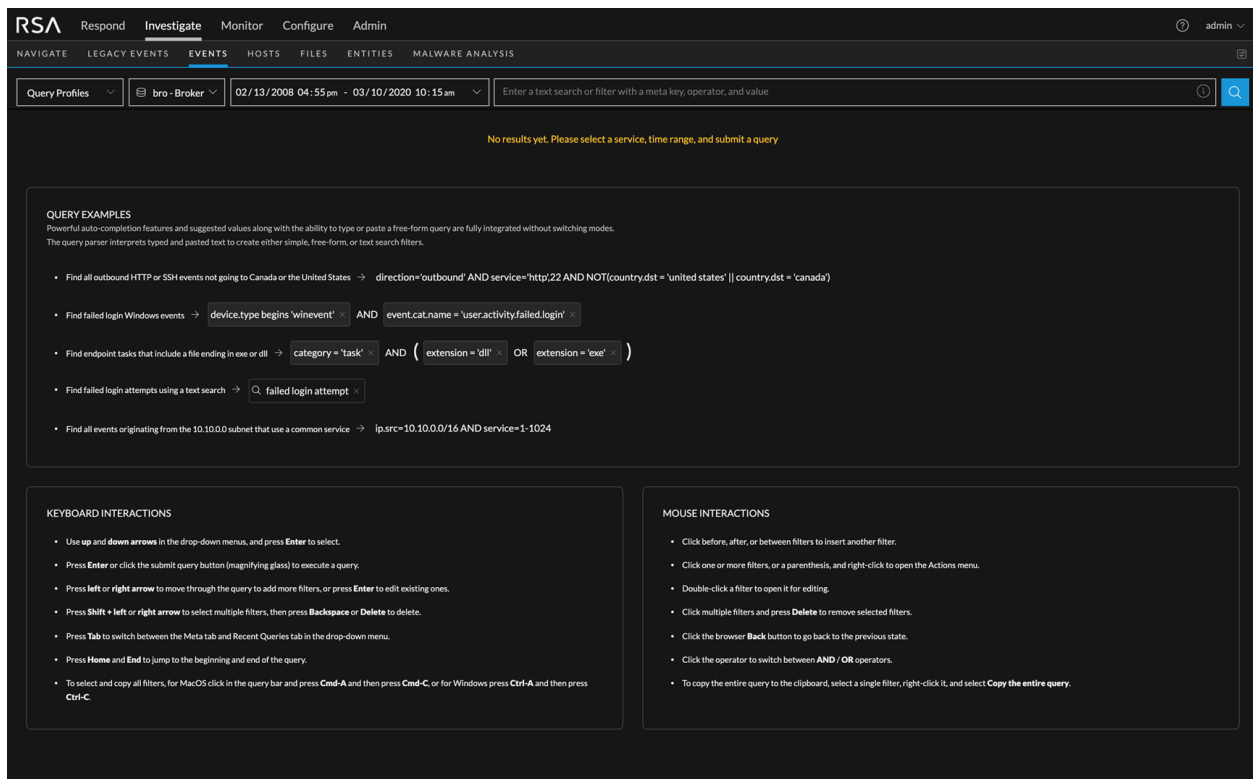 RSA Respond Investigate Monitor Configure Admin admin
NAVIGATE LEGACY EVENTS EVENTS HOSTS FILES ENTITIES MALWARE ANALYSIS
Query Profiles bro - Broker 02/13/2008 04:55 pm - 03/10/2020 10:15 am Enter a text search or filter with a meta key, operator, and value
No results yet. Please select a service, time range, and submit a query
QUERY EXAMPLES
Powerful auto-completion features and suggested values along with the ability to type or paste a free-form query are fully integrated without switching modes.
The query parser interprets typed and pasted text to create either simple, free-form, or text search filters.
• Find all outbound HTTP or SSH events not going to Canada or the United States → direction='outbound' AND service='http',22 AND NOT(country.dst = 'united states' || country.dst = 'canada')
• Find failed login Windows events → device.type begins 'winevent' × AND event.cat.name = 'user.activity.failed.login' ×
• Find endpoint tasks that include a file ending in exe or dll → category = 'task' × AND ( extension = 'dll' × OR extension = 'exe' × )
• Find failed login attempts using a text search → failed login attempt ×
• Find all events originating from the 10.10.0.0 subnet that use a common service → ip.src=10.10.0.0/16 AND service=1-1024
KEYBOARD INTERACTIONS
• Use up and down arrows in the drop-down menus, and press Enter to select.
• Press Enter or click the submit query button (magnifying glass) to execute a query.
• Press left or right arrow to move through the query to add more filters, or press Enter to edit existing ones.
• Press Shift + left or right arrow to select multiple filters, then press Backspace or Delete to delete.
• Press Tab to switch between the Meta tab and Recent Queries tab in the drop-down menu.
• Press Home and End to jump to the beginning and end of the query.
• To select and copy all filters, for MacOS click in the query bar and press Cmd-A and then press Cmd-C, or for Windows press Ctrl-A and then press
Ctrl-C.
MOUSE INTERACTIONS
• Click before, after, or between filters to insert another filter.
• Click one or more filters, or a parenthesis, and right-click to open the Actions menu.
• Double-click a filter to open it for editing.
• Click multiple filters and press Delete to remove selected filters.
• Click the browser Back button to go back to the previous state.
• Click the operator to switch between AND / OR operators.
• To copy the entire query to the clipboard, select a single filter, right-click it, and select Copy the entire query.